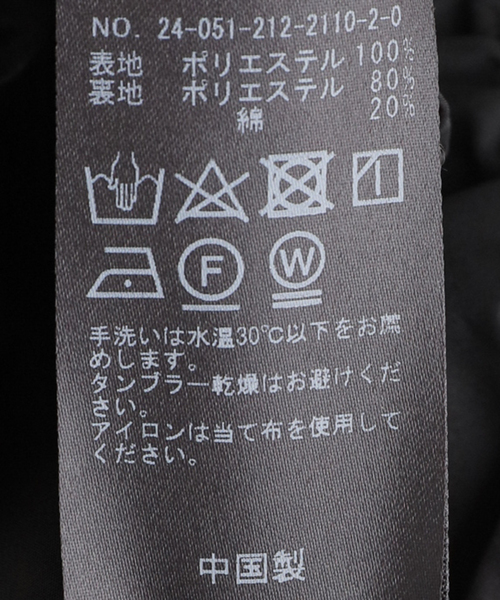 NO. 24-051-212-2110-2-0
表地 ポリエステル 100%
裏地 ポリエステル 80%
綿 20%
F W
手洗いは水温30℃以下をお薦
めします。
タンブラー乾燥はお避けくだ
さい。
アイロンは当て布を使用して
ください。
中国製